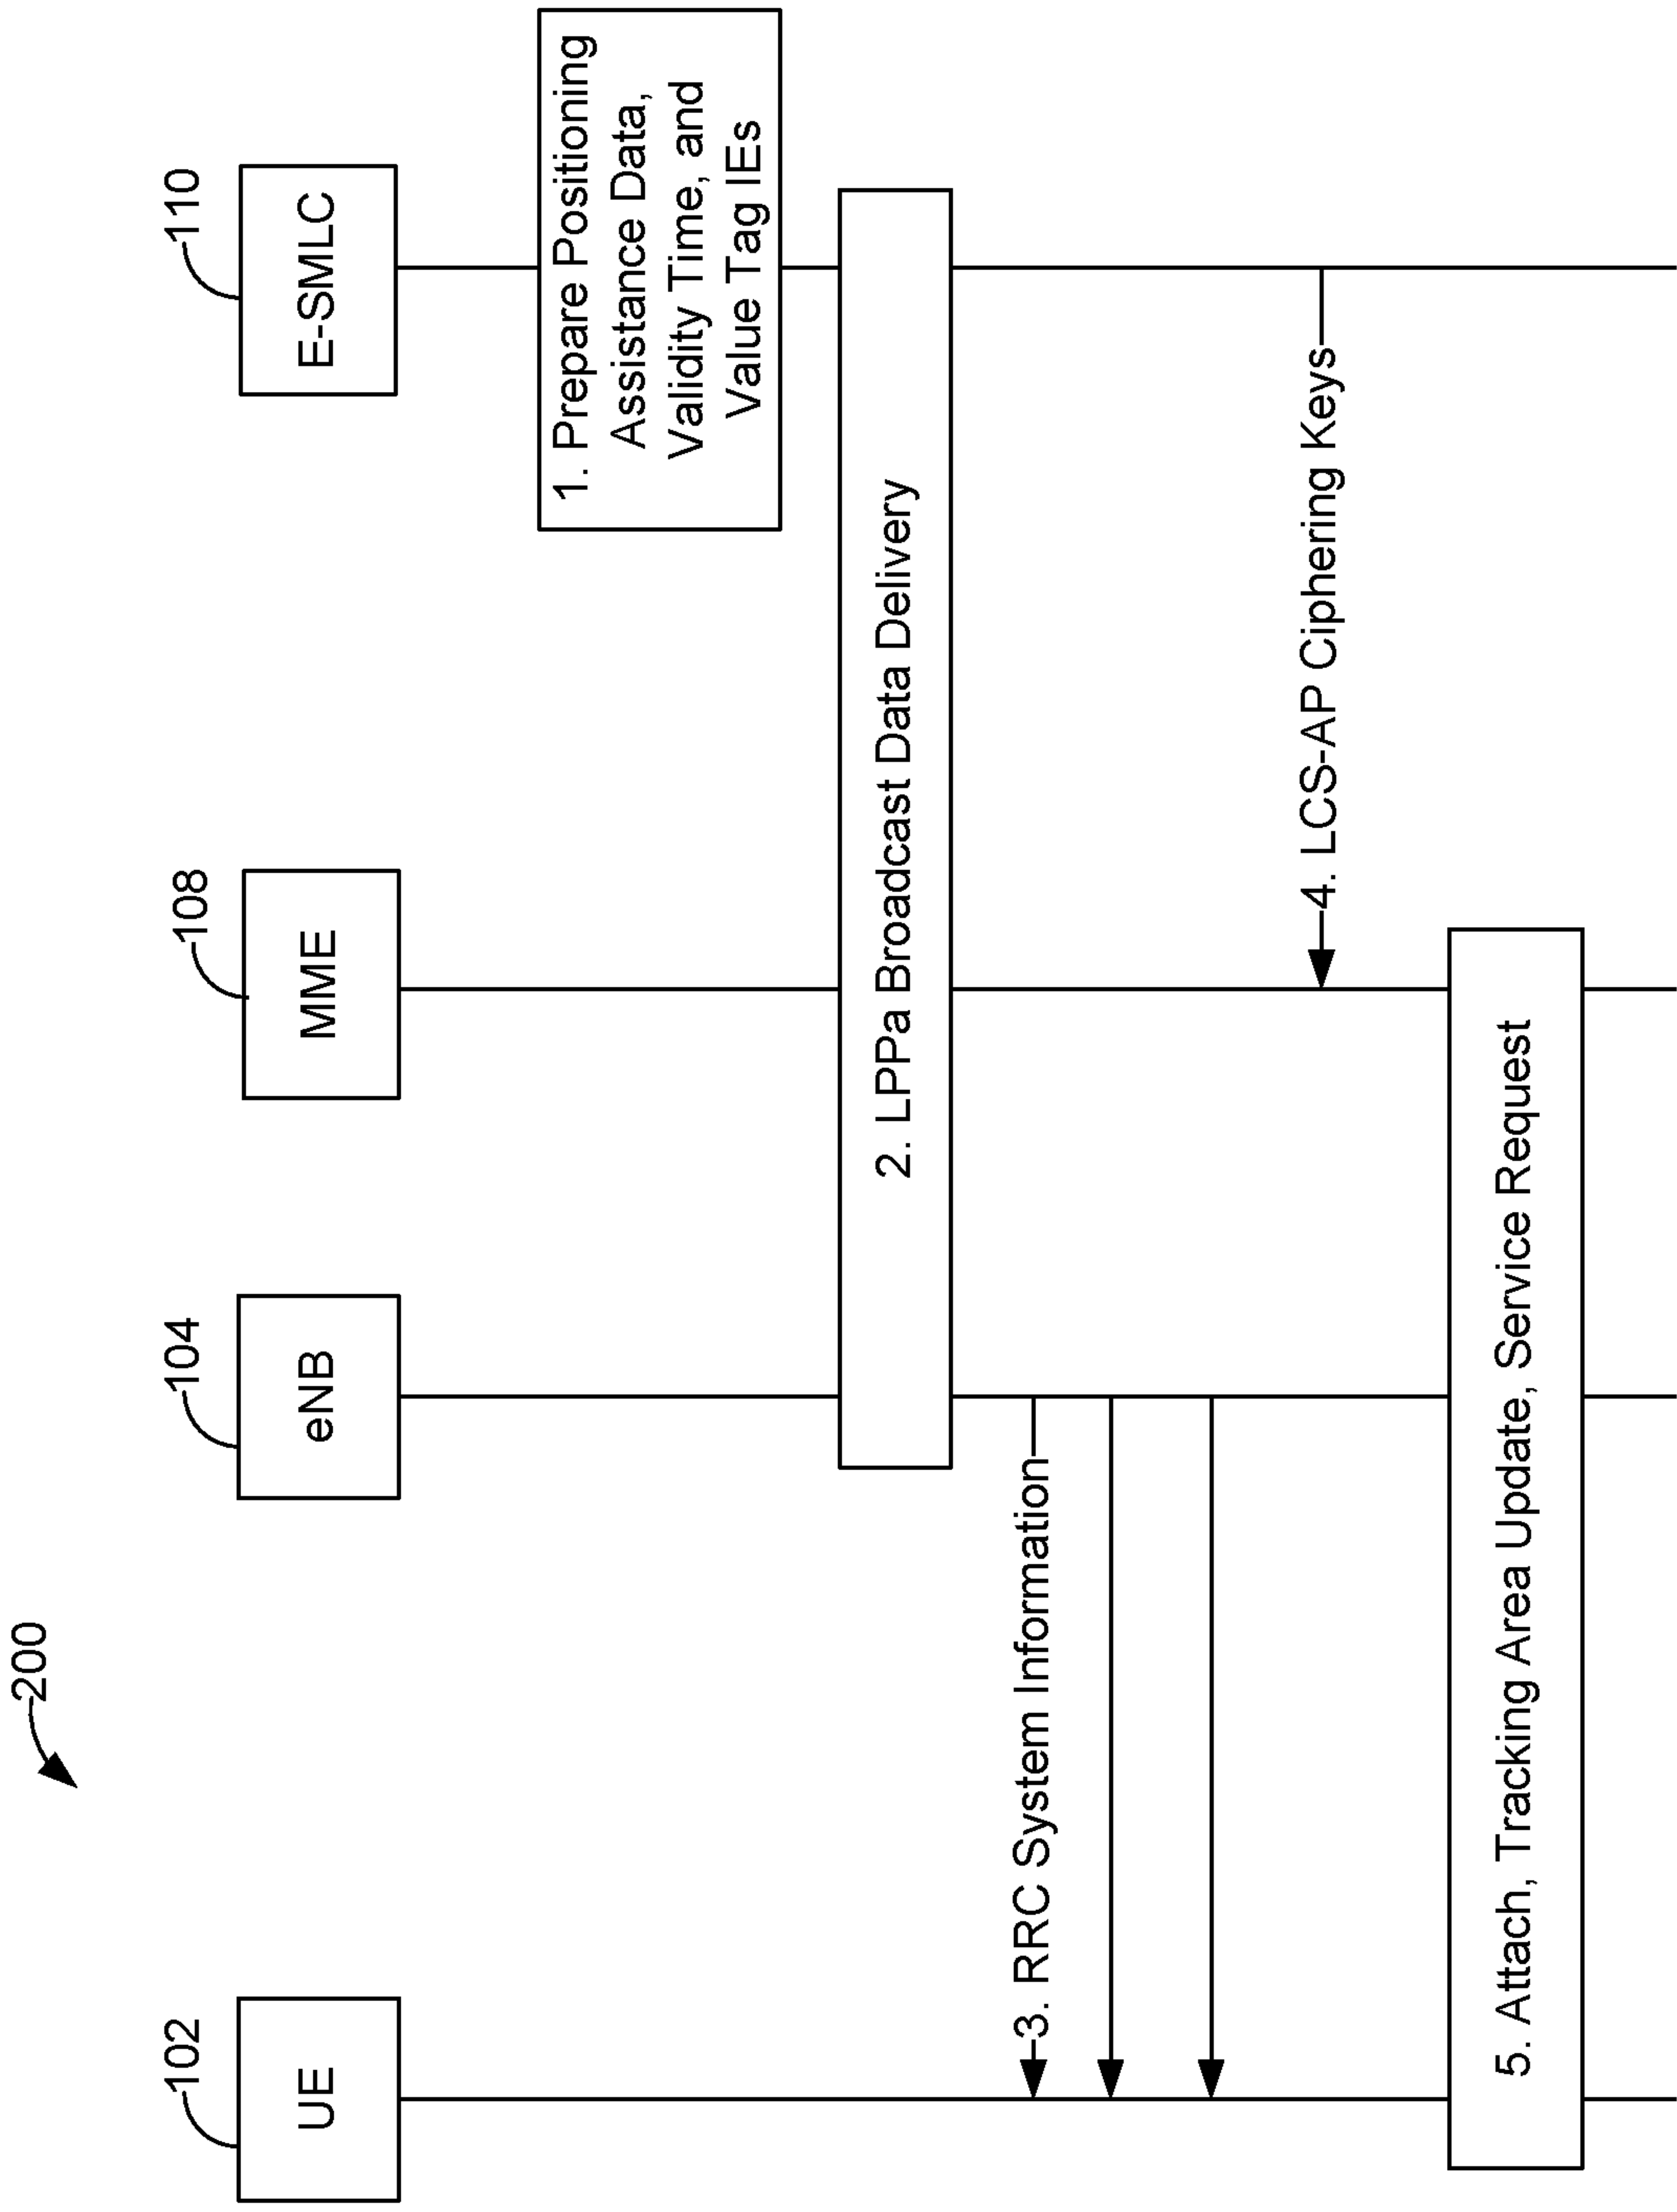 200
102
104
108
110
UE
eNB
MME
E-SMLC
1. Prepare Positioning
Assistance Data,
Validity Time, and
Value Tag IEs
2. LPPa Broadcast Data Delivery
3. RRC System Information
4. LCS-AP Ciphering Keys
5. Attach, Tracking Area Update, Service Request